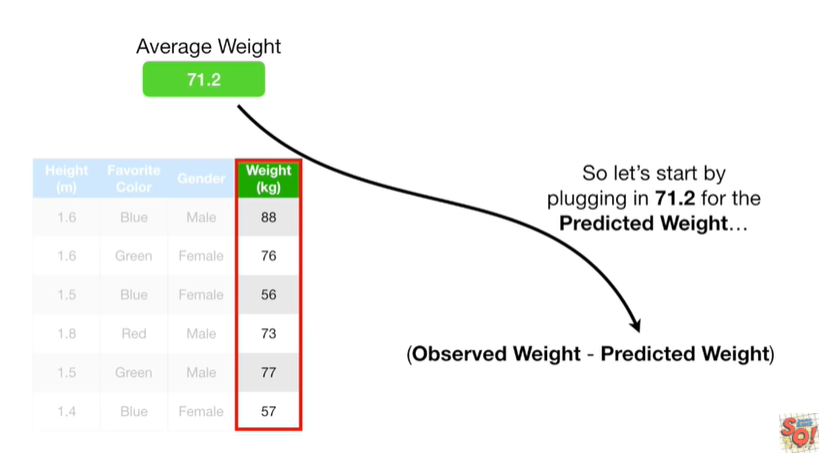 Average Weight
71.2
So let's start by
plugging in 71.2 for the
Predicted Weight...
(Observed Weight - Predicted Weight)
Height (m) Favorite Color Gender Weight (kg)
1.6 Blue Male 88
1.6 Green Female 76
1.5 Blue Female 56
1.8 Red Male 73
1.5 Green Male 77
1.4 Blue Female 57